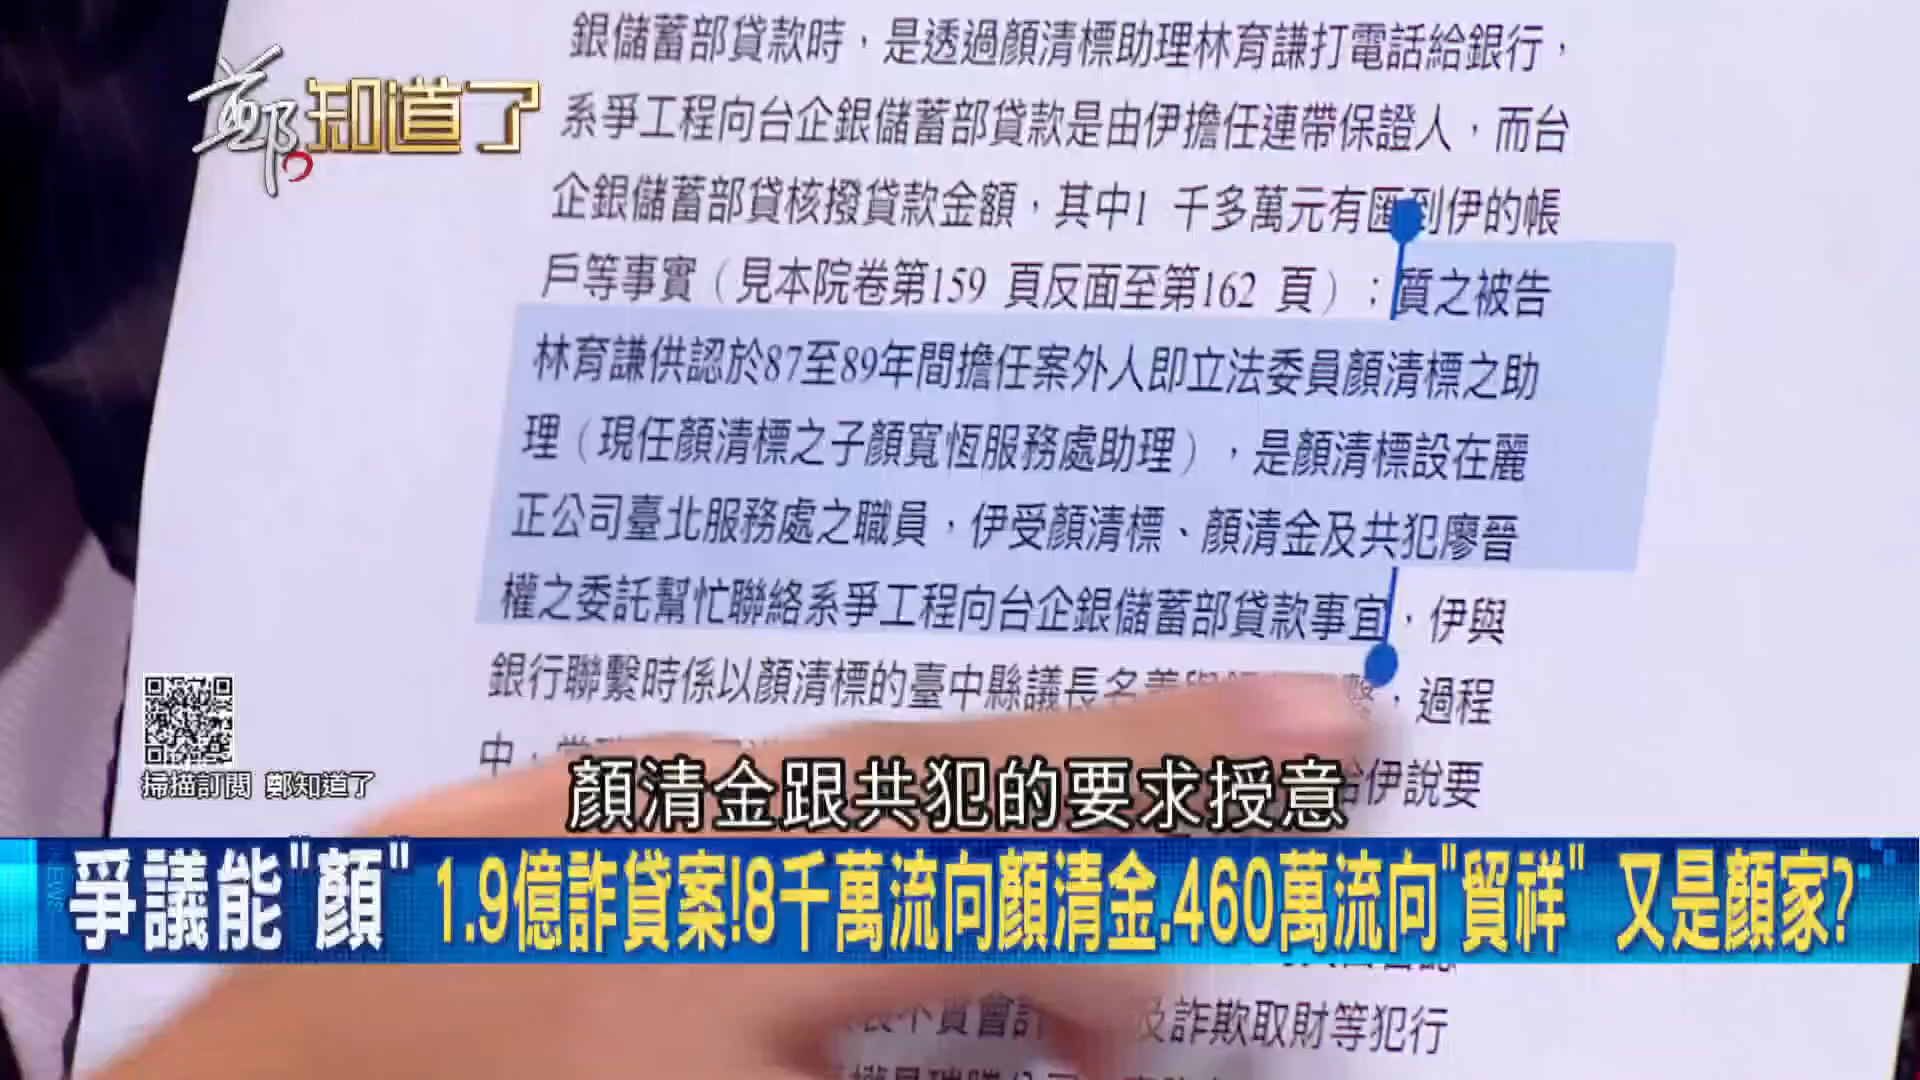 鄭知道了
銀儲蓄部貸款時，是透過顏清標助理林育謙打電話給銀行，
系爭工程向台企銀儲蓄部貸款是由伊擔任連帶保證人，而台
企銀儲蓄部貸核撥貸款金額，其中1 千多萬元有匯到伊的帳
戶等事實（見本院卷第159 頁反面至第162 頁）；質之被告
林育謙供認於87至89年間擔任案外人即立法委員顏清標之助
理（現任顏清標之子顏寬恆服務處助理），是顏清標設在麗
正公司臺北服務處之職員，伊受顏清標、顏清金及共犯廖晉
權之委託幫忙聯絡系爭工程向台企銀儲蓄部貸款事宜，伊與
銀行聯繫時係以顏清標的臺中縣議長名義與 繫，過程
中，
給伊說要
掃描訂閱 鄭知道了
顏清金跟共犯的要求授意
爭議能"顏" 1.9億詐貸案!8千萬流向顏清金.460萬流向"貿祥" 又是顏家?
不實會計 及詐欺取財等犯行